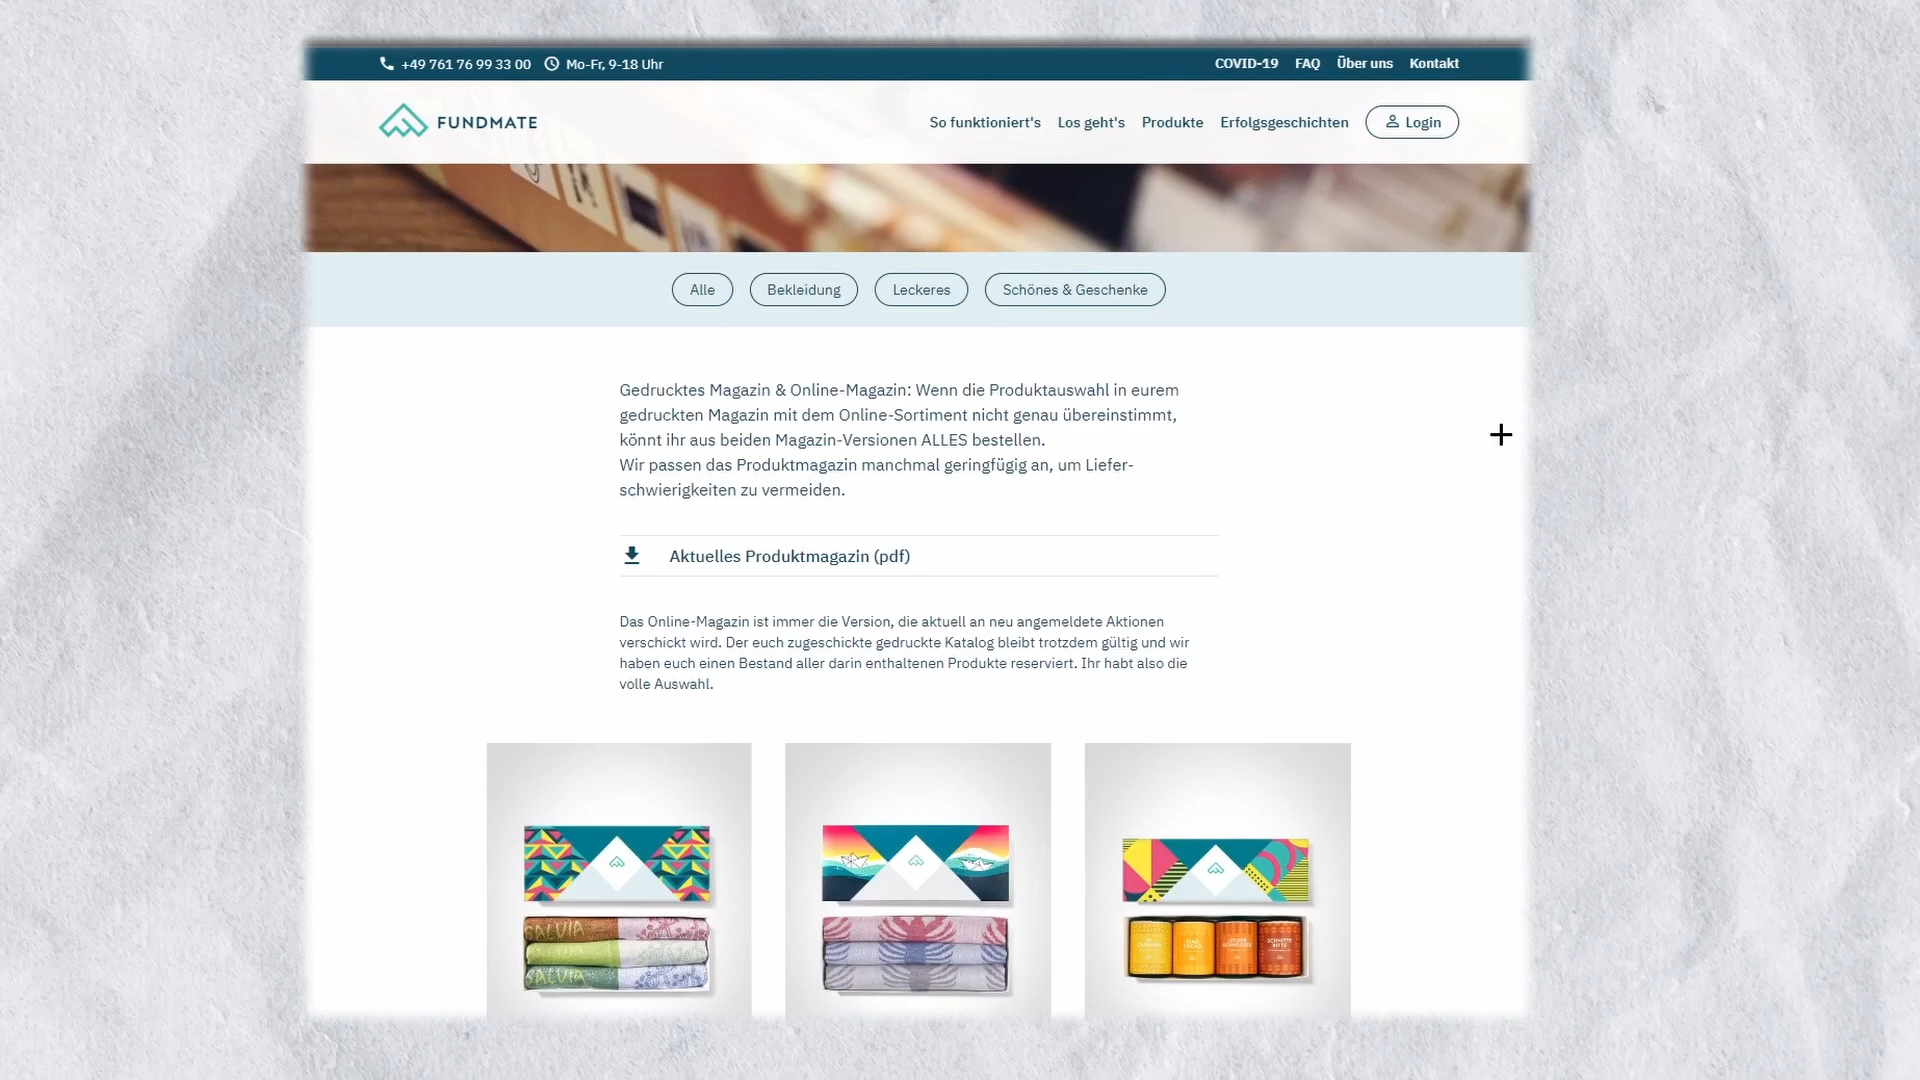 +49 761 76 99 33 00 Mo-Fr, 9-18 Uhr COVID-19 FAQ Über uns Kontakt
FUNDMATE So funktioniert's Los geht's Produkte Erfolgsgeschichten Login
Alle Bekleidung Leckeres Schönes & Geschenke
Gedrucktes Magazin & Online-Magazin: Wenn die Produktauswahl in eurem
gedruckten Magazin mit dem Online-Sortiment nicht genau übereinstimmt,
könnt ihr aus beiden Magazin-Versionen ALLES bestellen.
Wir passen das Produktmagazin manchmal geringfügig an, um Liefer-
schwierigkeiten zu vermeiden.
Aktuelles Produktmagazin (pdf)
Das Online-Magazin ist immer die Version, die aktuell an neu angemeldete Aktionen
verschickt wird. Der euch zugeschickte gedruckte Katalog bleibt trotzdem gültig und wir
haben euch einen Bestand aller darin enthaltenen Produkte reserviert. Ihr habt also die
volle Auswahl.
SALVIA
SALVIA